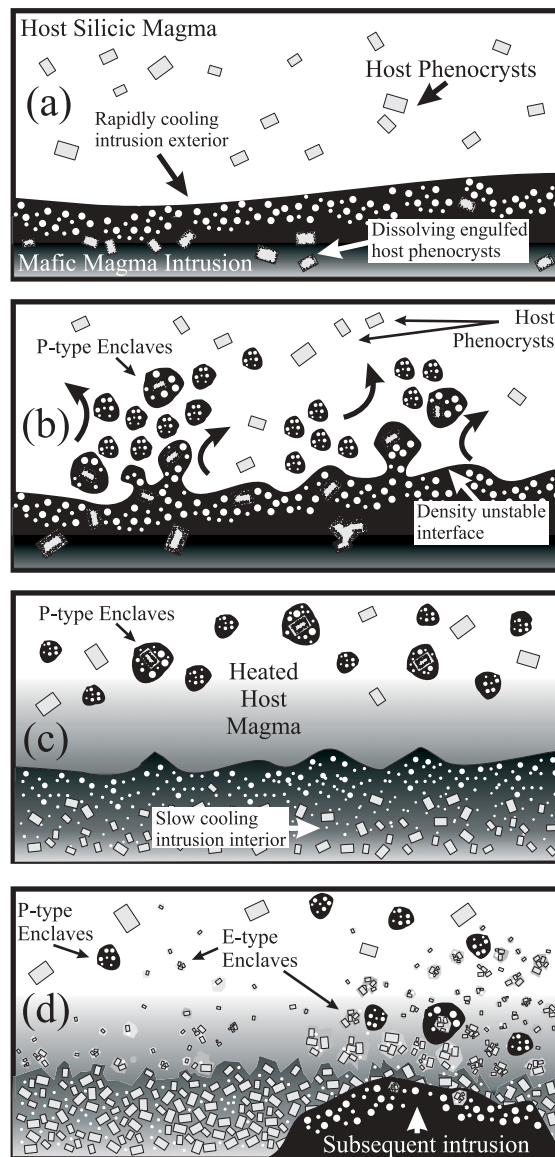 Host Silicic Magma
Host Phenocrysts
(a)
Rapidly cooling
intrusion exterior
Dissolving engulfed
host phenocrysts
Mafic Magma Intrusion
P-type Enclaves
Host
Phenocrysts
(b)
Density unstable
interface
P-type Enclaves
Heated
Host
Magma
(c)
Slow cooling
intrusion interior
P-type
Enclaves
E-type
Enclaves
(d)
Subsequent intrusion